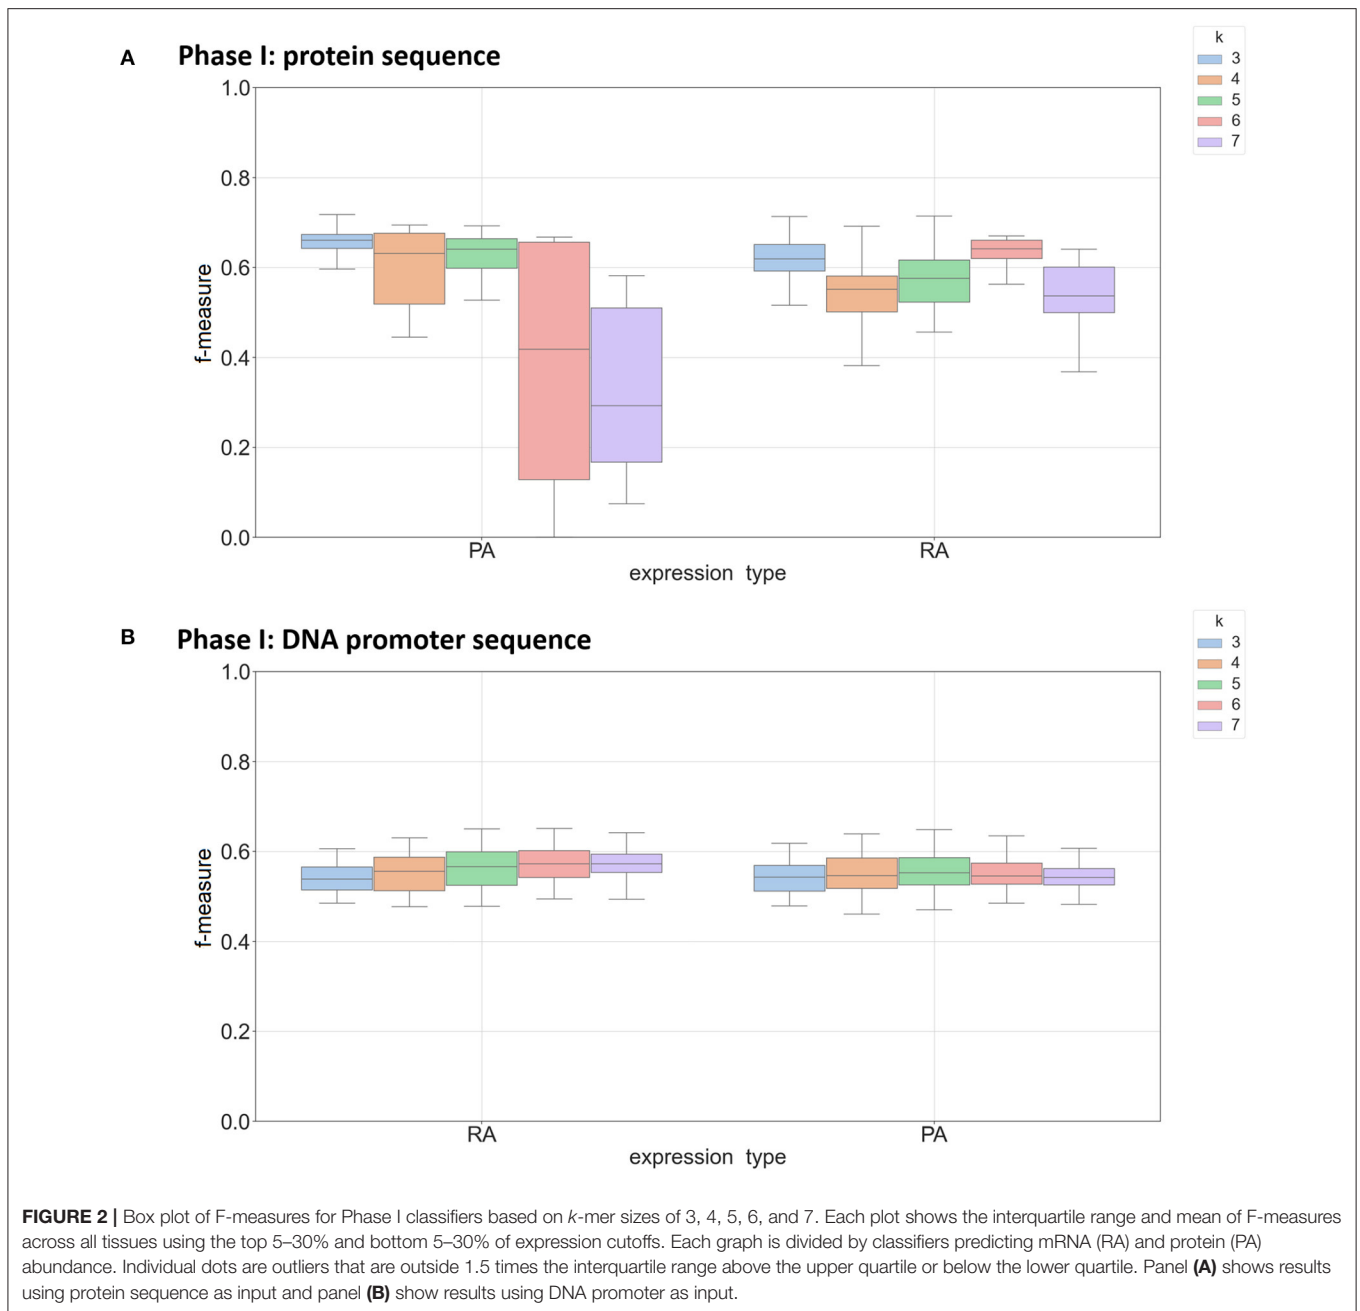 A Phase I: protein sequence
k
3
4
5
6
7
1.0
0.8
0.6
0.4
0.2
0.0
f-measure
PA RA
expression type
B Phase I: DNA promoter sequence
k
3
4
5
6
7
1.0
0.8
0.6
0.4
0.2
0.0
f-measure
RA PA
expression type
FIGURE 2 | Box plot of F-measures for Phase I classifiers based on k-mer sizes of 3, 4, 5, 6, and 7. Each plot shows the interquartile range and mean of F-measures
across all tissues using the top 5–30% and bottom 5–30% of expression cutoffs. Each graph is divided by classifiers predicting mRNA (RA) and protein (PA)
abundance. Individual dots are outliers that are outside 1.5 times the interquartile range above the upper quartile or below the lower quartile. Panel (A) shows results
using protein sequence as input and panel (B) show results using DNA promoter as input.